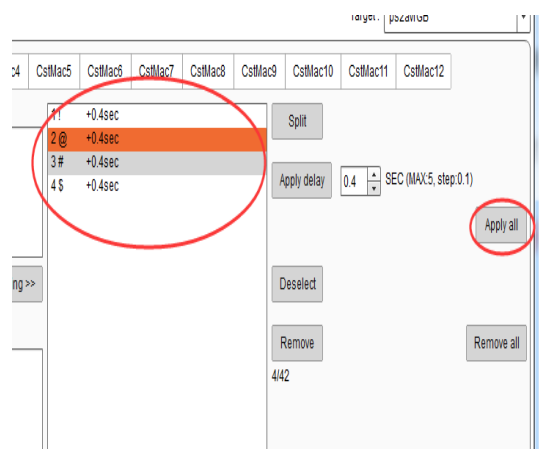 Target: ps2avrGB
c4 CstMac5 CstMac6 CstMac7 CstMac8 CstMac9 CstMac10 CstMac11 CstMac12
1 ! +0.4sec
Split
2 @ +0.4sec
3 # +0.4sec
Apply delay 0.4 SEC (MAX:5, step:0.1)
4 $ +0.4sec
Apply all
ng >>
Deselect
Remove
Remove all
4/42